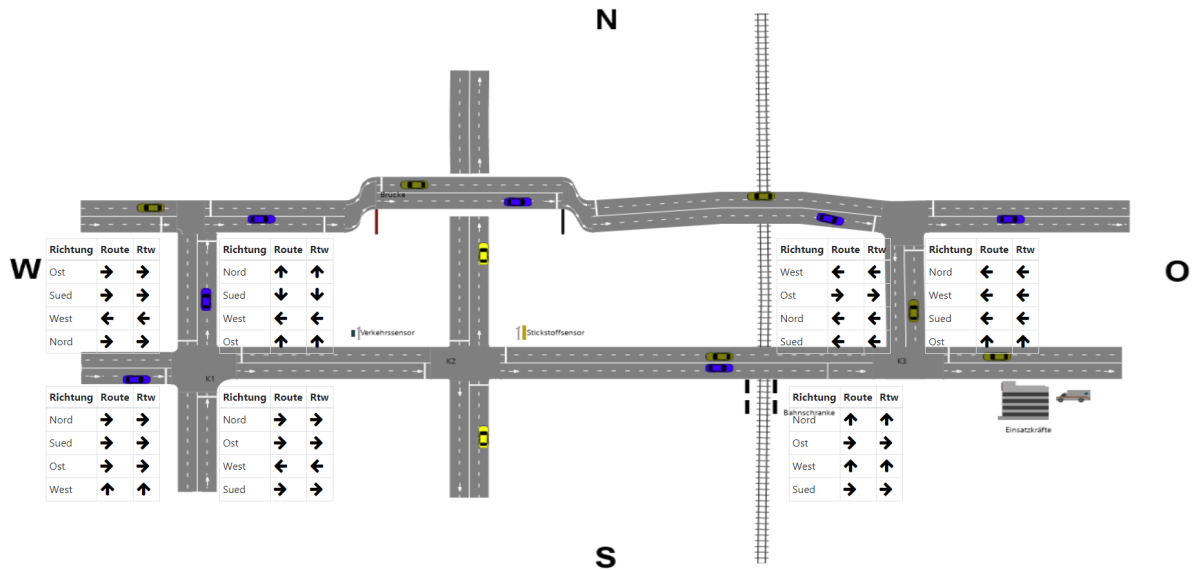 N
Brücke
Richtung Route Rtw
Ost
Sued
West
Nord
Richtung Route Rtw
Nord
Sued
West
Ost
Richtung Route Rtw
West
Ost
Nord
Sued
Richtung Route Rtw
Nord
West
Sued
Ost
W
O
Verkehrssensor
Stickstoffsensor
K1
K2
K3
Richtung Route Rtw
Nord
Sued
Ost
West
Richtung Route Rtw
Nord
Ost
West
Sued
Richtung Route Rtw
Nord
Ost
West
Sued
Bahnschranke
Einsatzkräfte
S